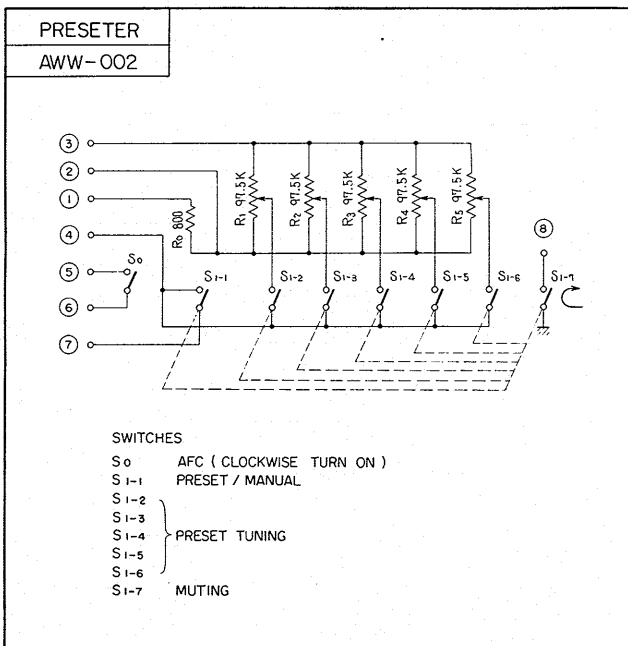 PRESETER
AWW-002
③
②
①
④
⑤
⑥
⑦
⑧
R0 800
R1 97.5K
R2 97.5K
R3 97.5K
R4 97.5K
R5 97.5K
S0
S1-1
S1-2
S1-3
S1-4
S1-5
S1-6
S1-7
SWITCHES
S0 AFC ( CLOCKWISE TURN ON )
S1-1 PRESET / MANUAL
S1-2
S1-3
S1-4 PRESET TUNING
S1-5
S1-6
S1-7 MUTING